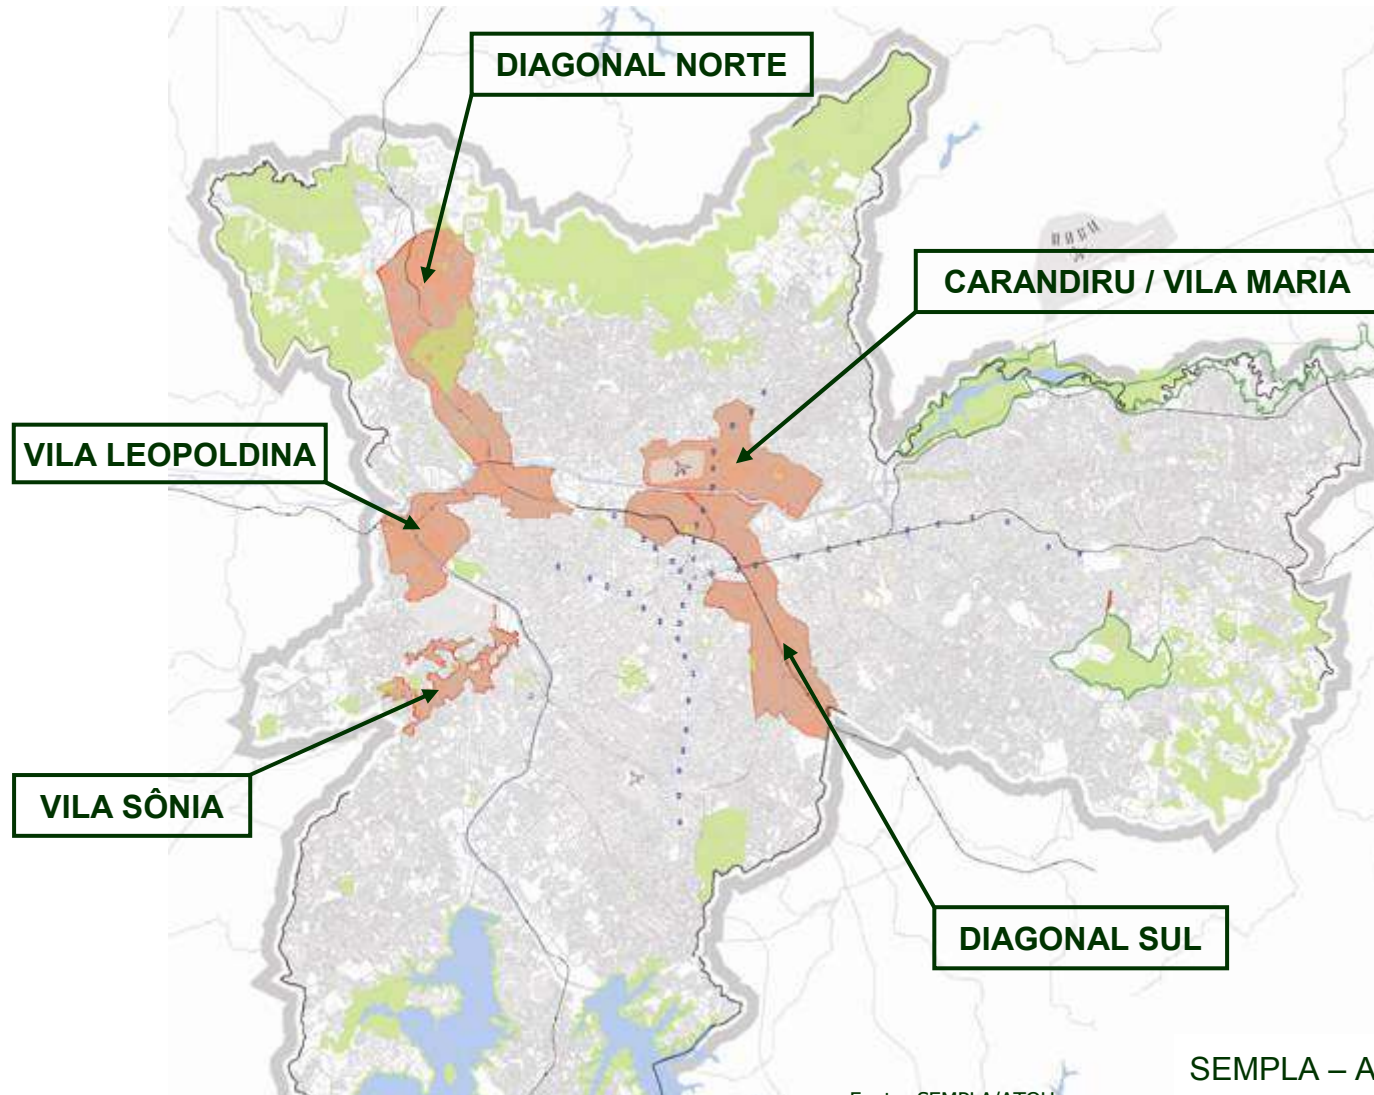 DIAGONAL NORTE
CARANDIRU / VILA MARIA
VILA LEOPOLDINA
VILA SÔNIA
DIAGONAL SUL
SEMPLA – A